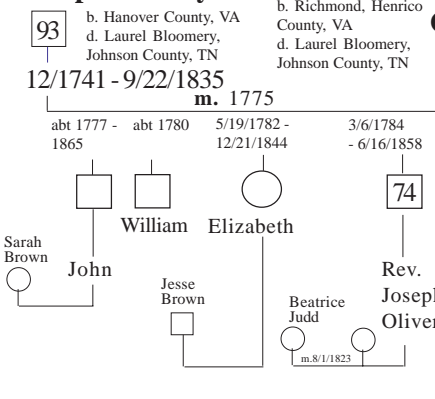 93
b. Hanover County, VA
d. Laurel Bloomery,
Johnson County, TN
b. Richmond, Henrico
County, VA
d. Laurel Bloomery,
Johnson County, TN
12/1741 - 9/22/1835
m. 1775
abt 1777 -
1865
abt 1780
5/19/1782 -
12/21/1844
3/6/1784
- 6/16/1858
74
William
Elizabeth
Sarah
Brown
John
Jesse
Brown
Beatrice
Judd
Rev.
Joseph
Oliver
m.8/1/1823